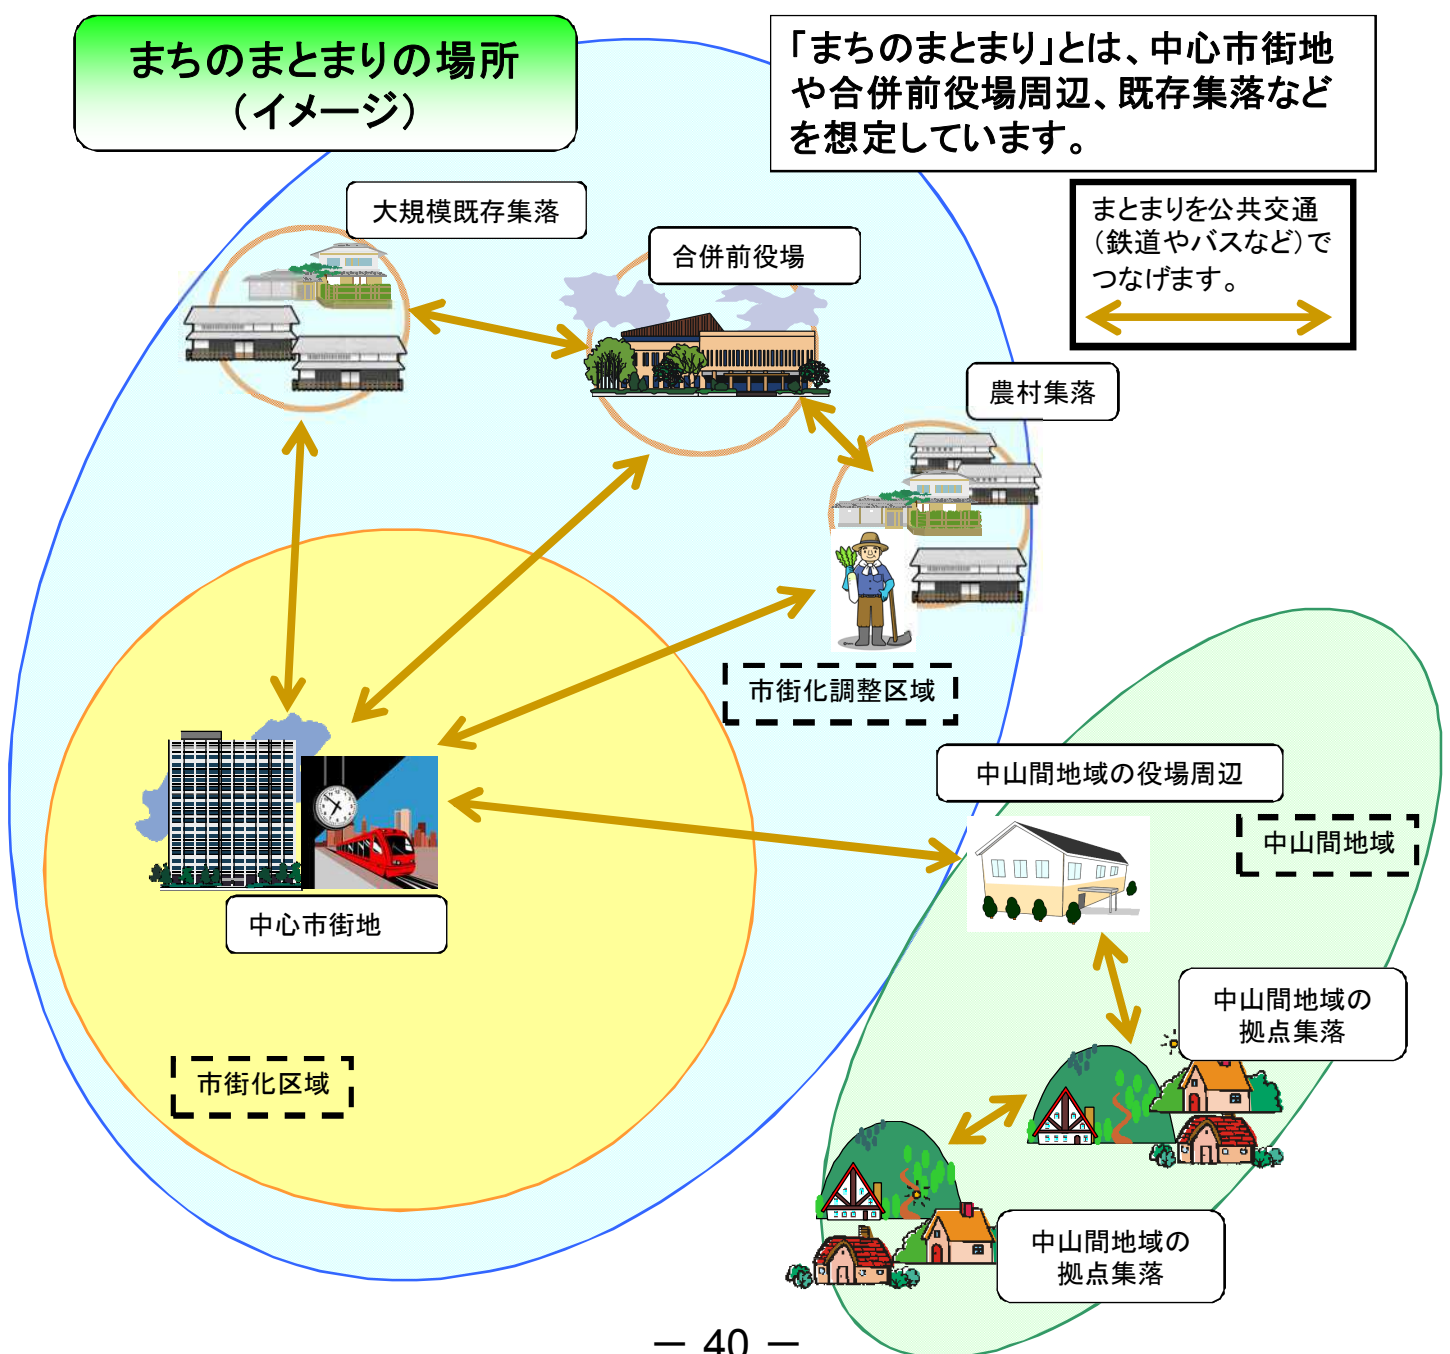 まちのまとまりの場所
（イメージ）
「まちのまとまり」とは、中心市街地
や合併前役場周辺、既存集落など
を想定しています。
まとまりを公共交通
（鉄道やバスなど）で
つなげます。
大規模既存集落
合併前役場
農村集落
市街化調整区域
中山間地域の役場周辺
中山間地域
中心市街地
中山間地域の
拠点集落
市街化区域
中山間地域の
拠点集落
－ 40 －